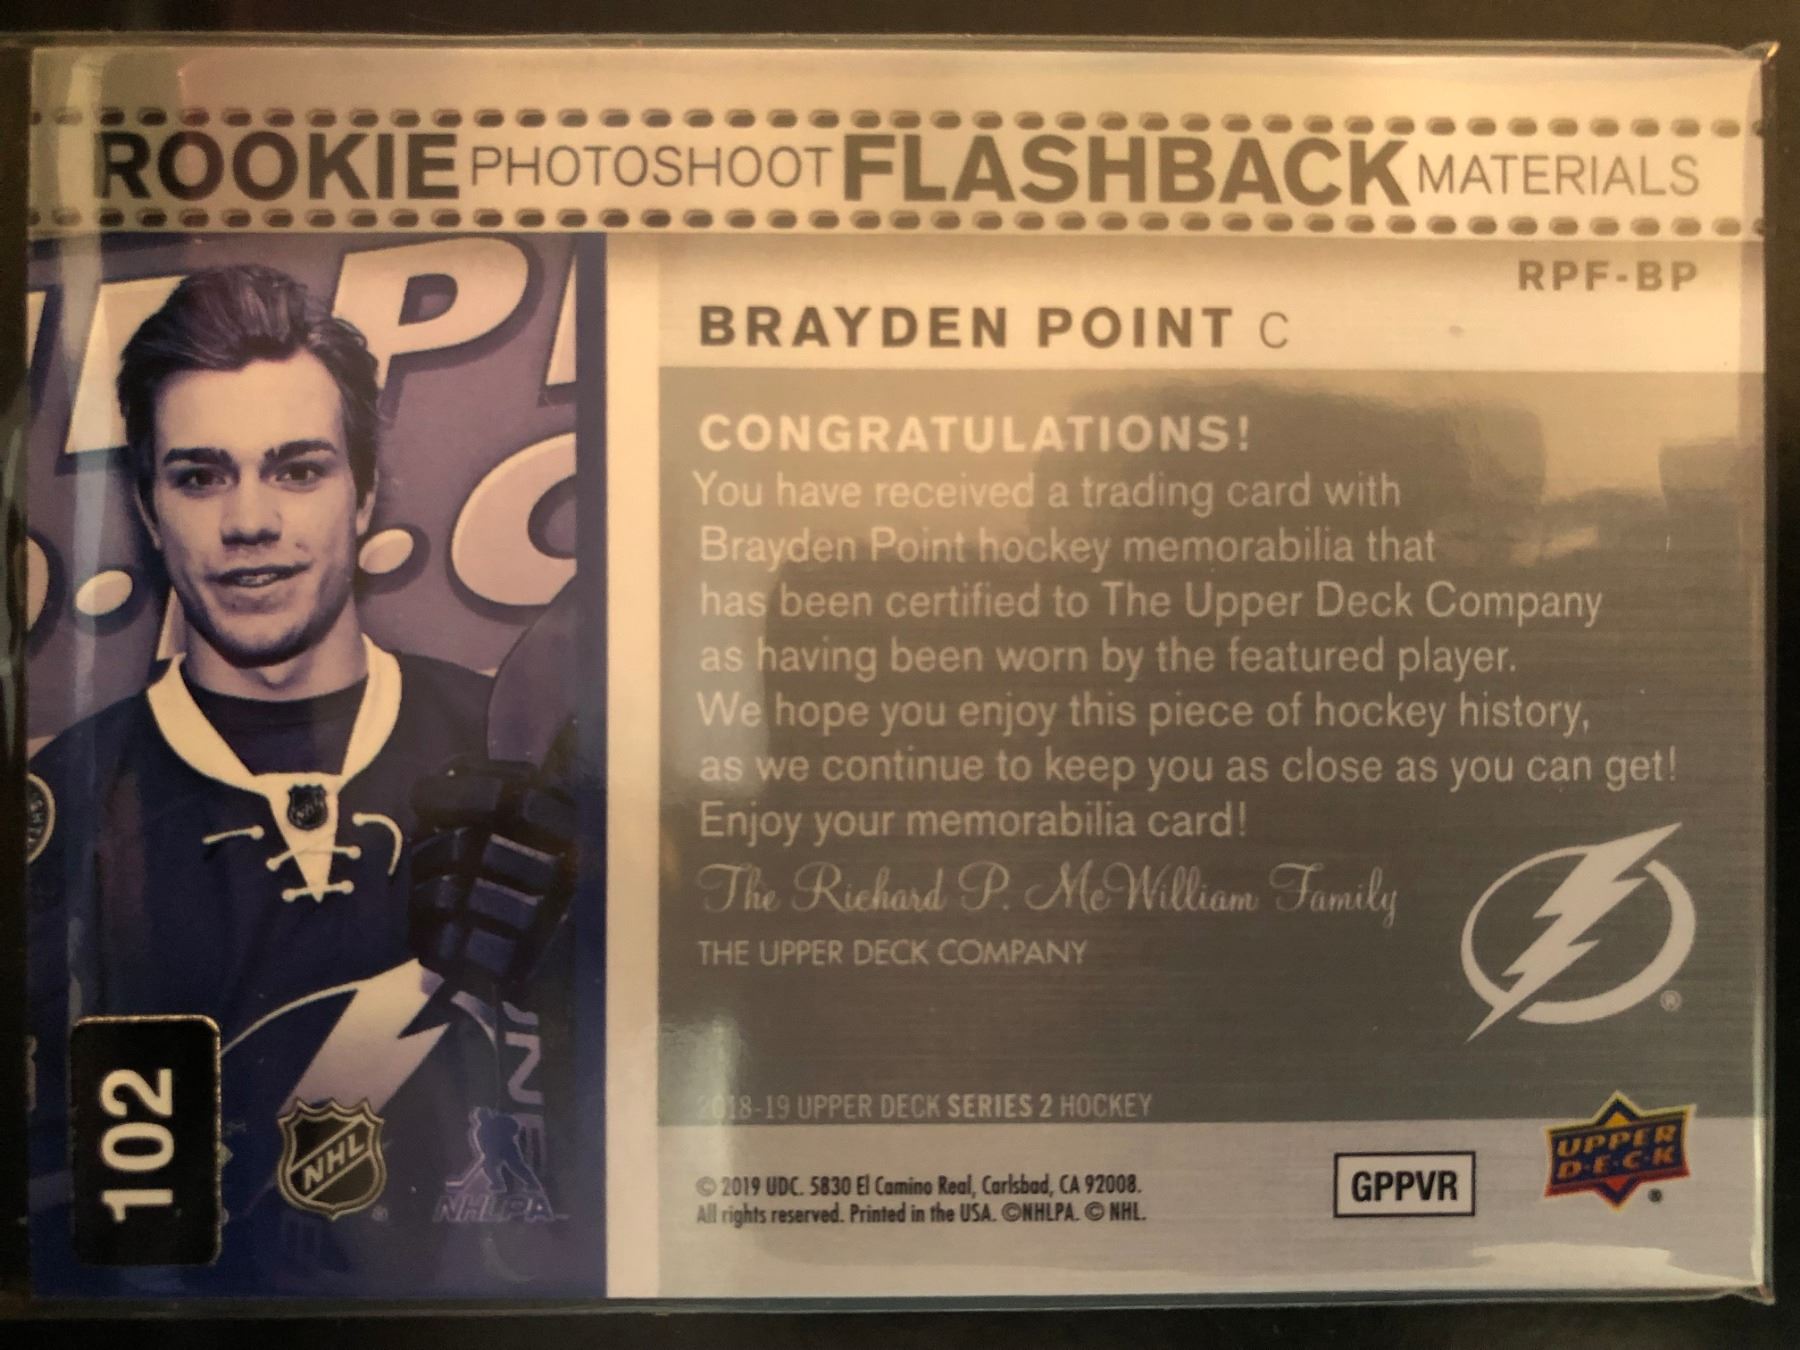 ROOKIE PHOTOSHOOT FLASHBACK MATERIALS
RPF-BP
BRAYDEN POINT C
CONGRATULATIONS!
You have received a trading card with
Brayden Point hockey memorabilia that
has been certified to The Upper Deck Company
as having been worn by the featured player.
We hope you enjoy this piece of hockey history,
as we continue to keep you as close as you can get!
Enjoy your memorabilia card!
The Richard P. McWilliam Family
THE UPPER DECK COMPANY
®
2018-19 UPPER DECK SERIES 2 HOCKEY
102
NHL
®
NHLPA
© 2019 UDC. 5830 El Camino Real, Carlsbad, CA 92008.
All rights reserved. Printed in the USA. ©NHLPA. © NHL.
GPPVR
UPPER
D·E·C·K
®